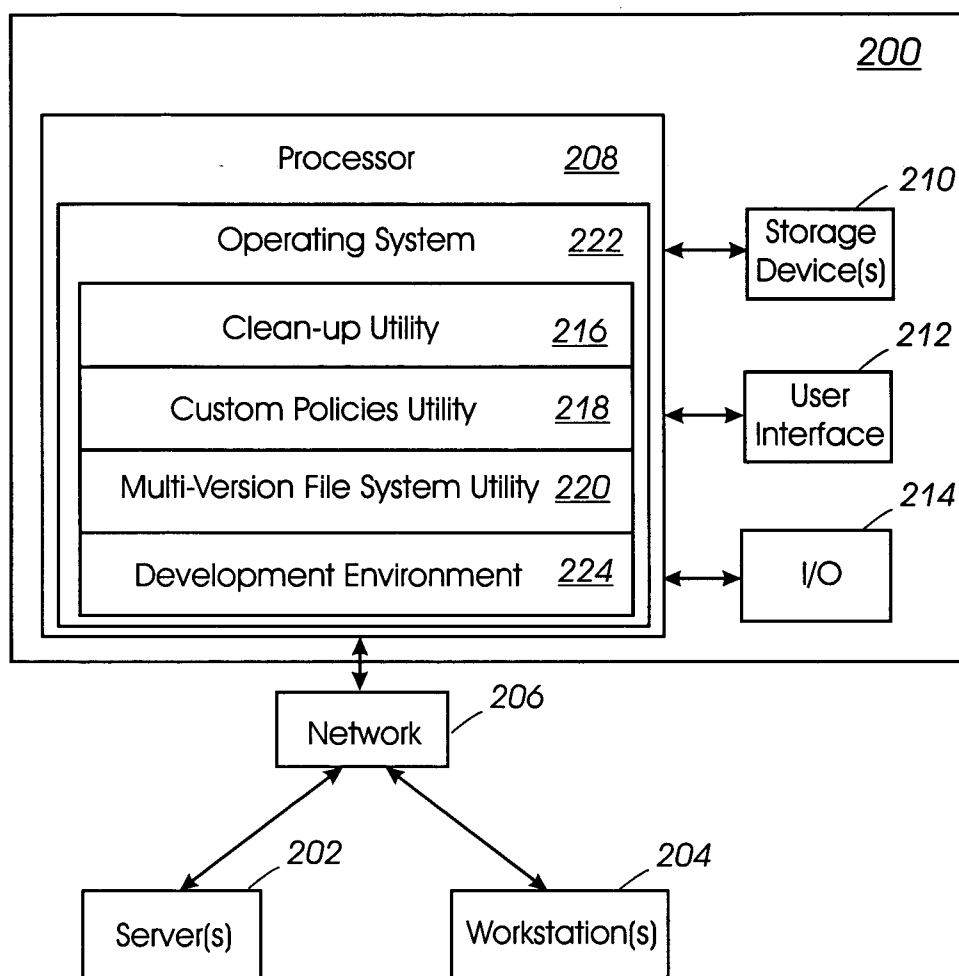 200
Processor 208
Operating System 222
Clean-up Utility 216
Custom Policies Utility 218
Multi-Version File System Utility 220
Development Environment 224
210
Storage
Device(s)
212
User
Interface
214
I/O
206
Network
202
Server(s)
204
Workstation(s)